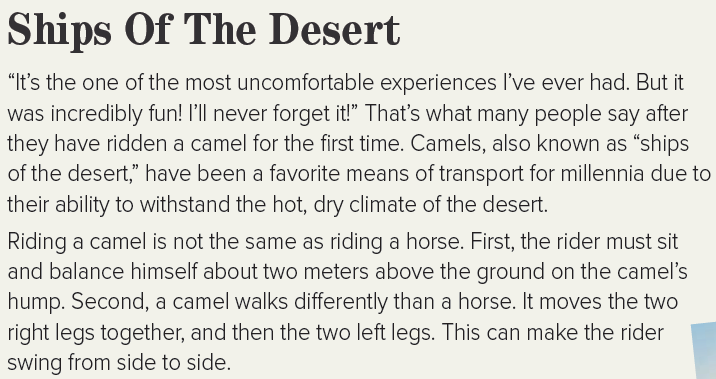 Ships Of The Desert
“It’s the one of the most uncomfortable experiences I’ve ever had. But it
was incredibly fun! I’ll never forget it!” That’s what many people say after
they have ridden a camel for the first time. Camels, also known as “ships
of the desert,” have been a favorite means of transport for millennia due to
their ability to withstand the hot, dry climate of the desert.
Riding a camel is not the same as riding a horse. First, the rider must sit
and balance himself about two meters above the ground on the camel’s
hump. Second, a camel walks differently than a horse. It moves the two
right legs together, and then the two left legs. This can make the rider
swing from side to side.